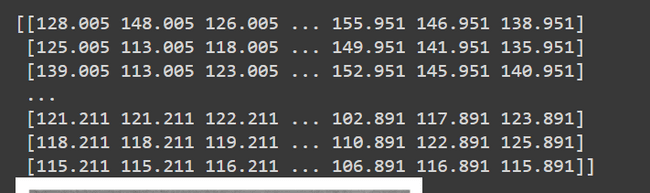 [[128.005 148.005 126.005 ... 155.951 146.951 138.951]
[125.005 113.005 118.005 ... 149.951 141.951 135.951]
[139.005 113.005 123.005 ... 152.951 145.951 140.951]
...
[121.211 121.211 122.211 ... 102.891 117.891 123.891]
[118.211 118.211 119.211 ... 110.891 122.891 125.891]
[115.211 115.211 116.211 ... 106.891 116.891 115.891]]